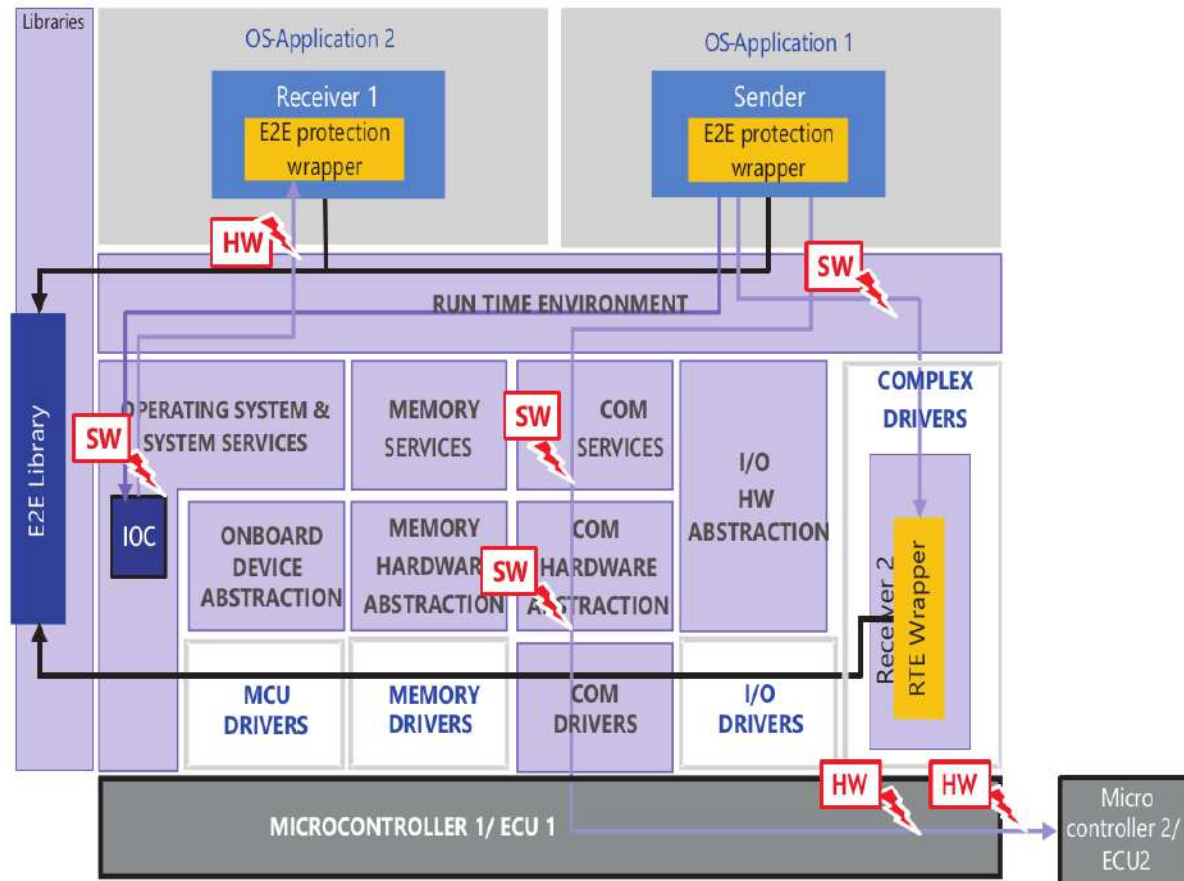 Libraries
OS-Application 2
OS-Application 1
Receiver 1
E2E protection
wrapper
Sender
E2E protection
wrapper
HW
SW
RUN TIME ENVIRONMENT
E2E Library
OPERATING SYSTEM &
SYSTEM SERVICES
SW
IOC
MEMORY
SERVICES
SW
COM
SERVICES
I/O
HW
ABSTRACTION
COMPLEX
DRIVERS
ONBOARD
DEVICE
ABSTRACTION
MEMORY
HARDWARE
ABSTRACTION
SW
COM
HARDWARE
ABSTRACTION
Receiver 2
RTE Wrapper
MCU
DRIVERS
MEMORY
DRIVERS
COM
DRIVERS
I/O
DRIVERS
HW
HW
MICROCONTROLLER 1/ ECU 1
Micro
controller 2/
ECU2